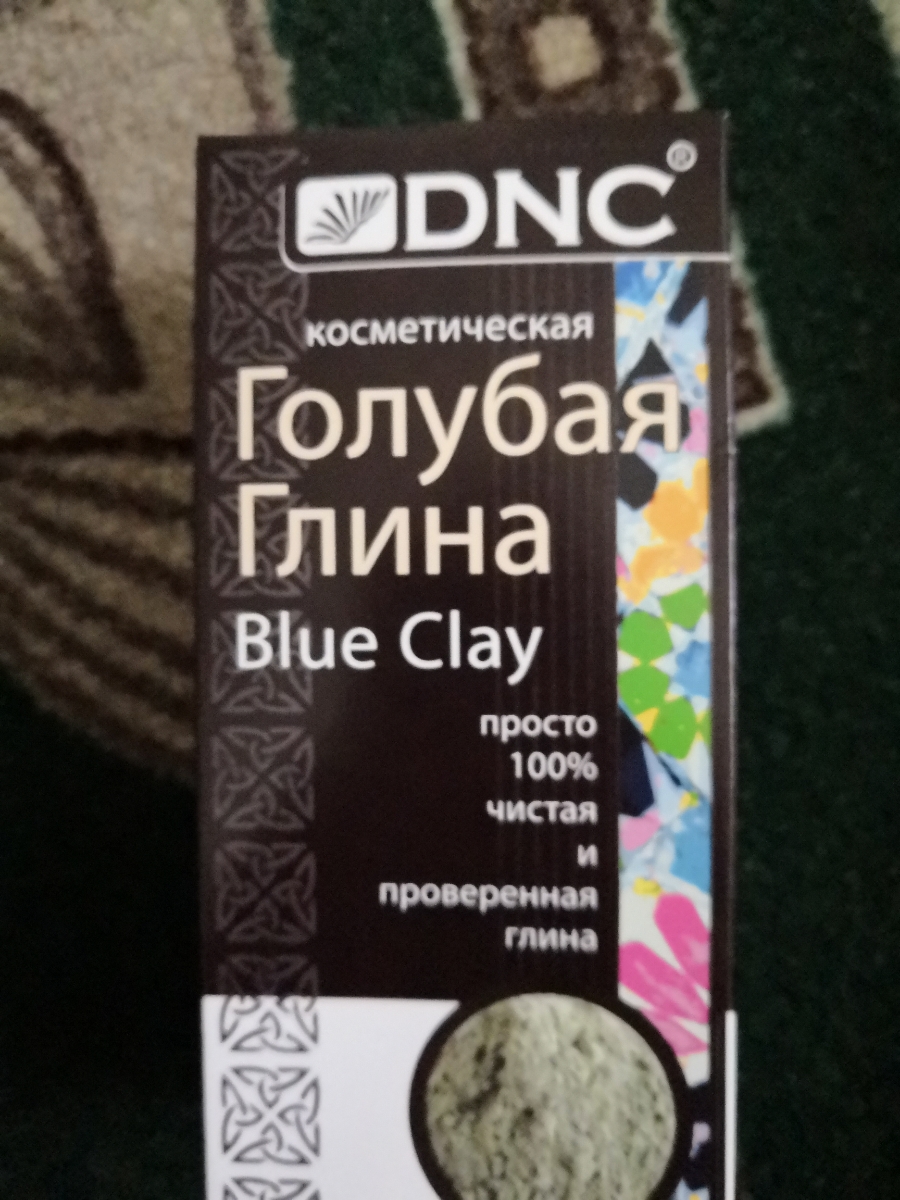 DNC®
косметическая
Голубая
Глина
Blue Clay
просто
100%
чистая
и
проверенная
глина